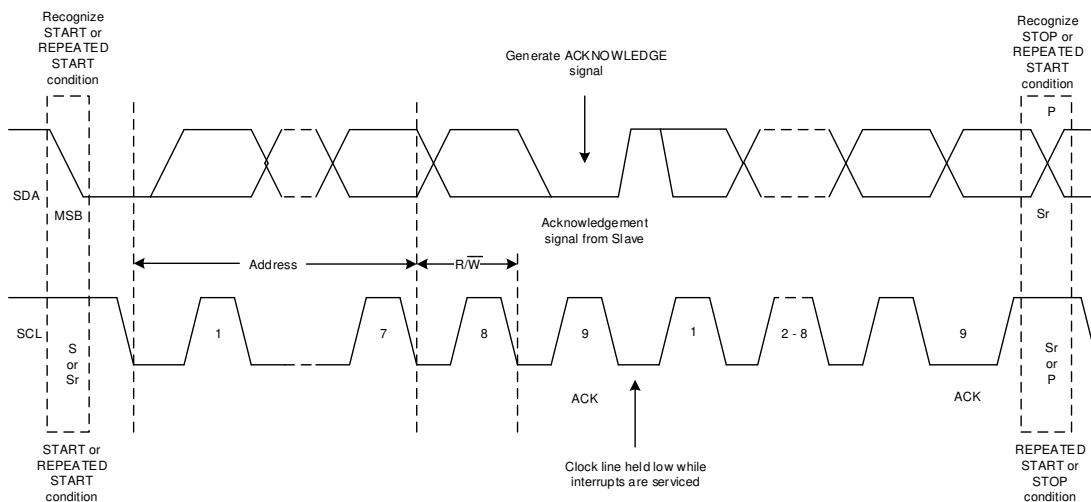 Recognize
START or
REPEATED
START
condition
Generate ACKNOWLEDGE
signal
Recognize
STOP or
REPEATED
START
condition
P
SDA
MSB
Acknowledgement
signal from Slave
Sr
Address
R/W̅
SCL
S
or
Sr
1
7
8
9
1
2 - 8
9
Sr
or
P
ACK
ACK
START or
REPEATED
START
condition
Clock line held low while
interrupts are serviced
REPEATED
START or
STOP
condition